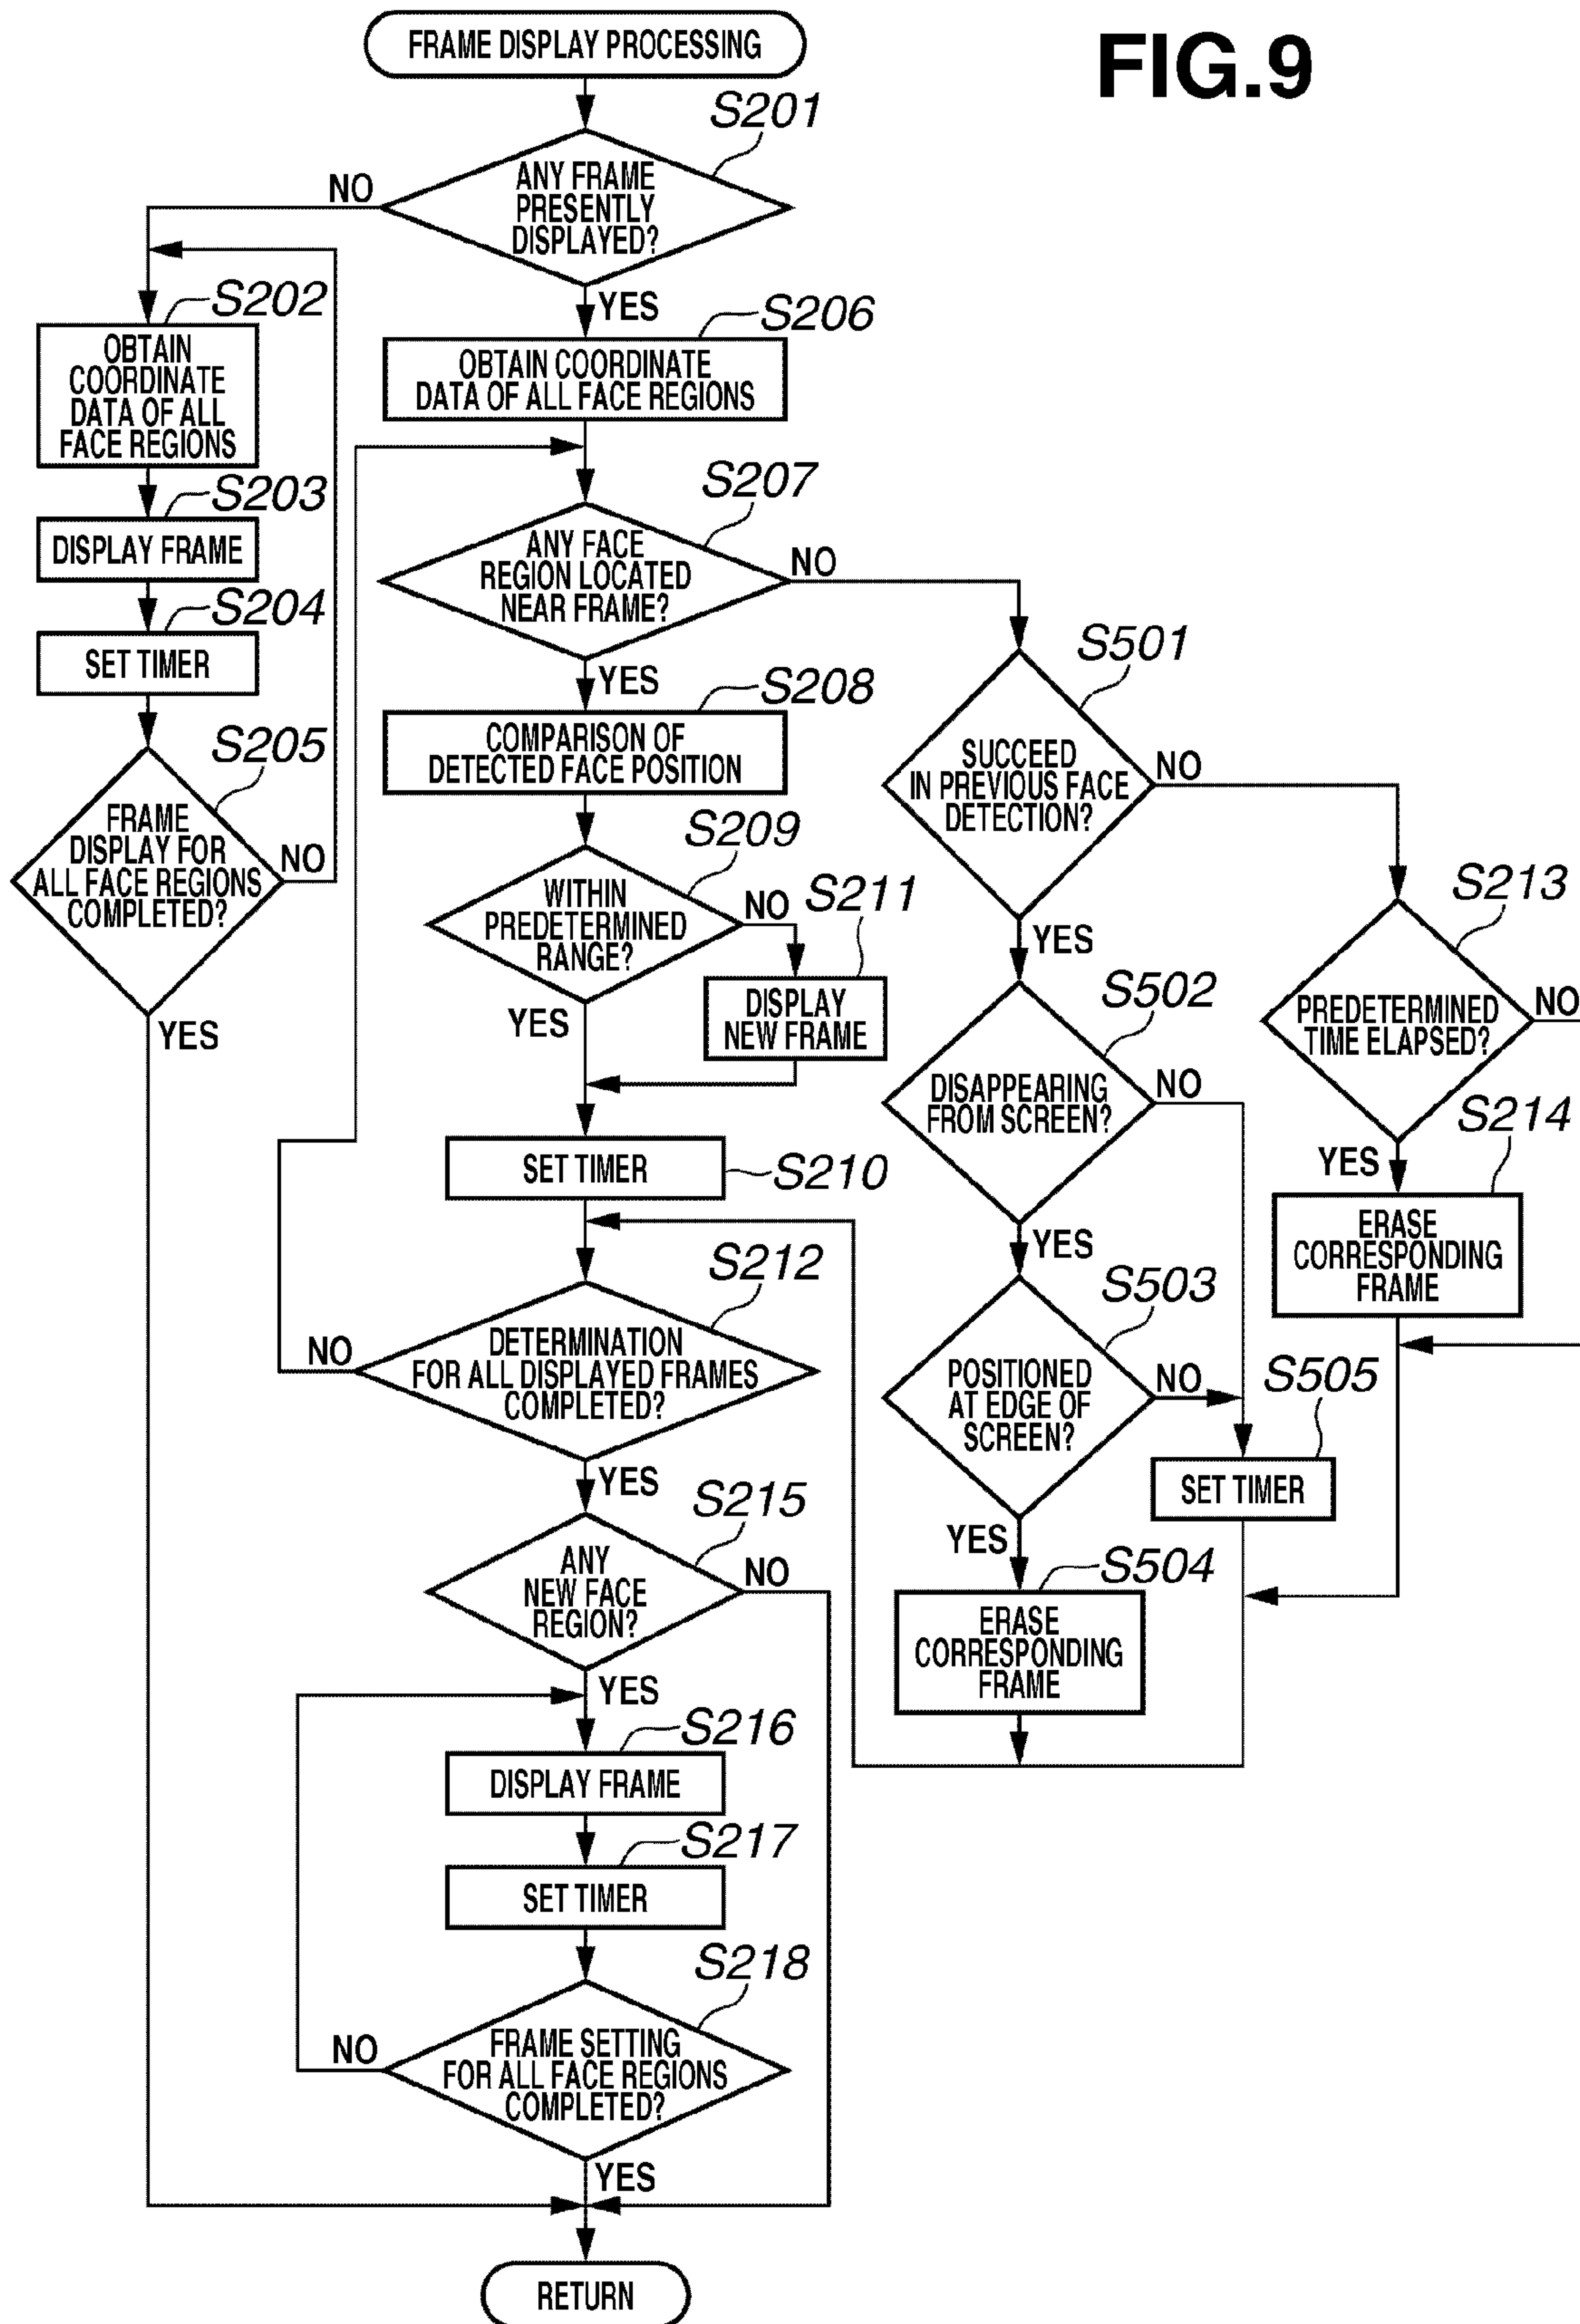 FRAME DISPLAY PROCESSING
FIG.9
S201
ANY FRAME
PRESENTLY
DISPLAYED?
NO
YES
S202
OBTAIN
COORDINATE
DATA OF ALL
FACE REGIONS
S203
DISPLAY FRAME
S204
SET TIMER
S205
FRAME
DISPLAY FOR
ALL FACE REGIONS
COMPLETED?
NO
YES
S206
OBTAIN COORDINATE
DATA OF ALL FACE REGIONS
S207
ANY FACE
REGION LOCATED
NEAR FRAME?
NO
YES
S208
COMPARISON OF
DETECTED FACE POSITION
S209
WITHIN
PREDETERMINED
RANGE?
NO
YES
S211
DISPLAY
NEW FRAME
SET TIMER
S210
S212
DETERMINATION
FOR ALL DISPLAYED FRAMES
COMPLETED?
NO
YES
S215
ANY
NEW FACE
REGION?
NO
YES
S216
DISPLAY FRAME
S217
SET TIMER
S218
FRAME SETTING
FOR ALL FACE REGIONS
COMPLETED?
NO
YES
RETURN
S501
SUCCEED
IN PREVIOUS FACE
DETECTION?
NO
YES
S502
DISAPPEARING
FROM SCREEN?
NO
YES
S503
POSITIONED
AT EDGE OF
SCREEN?
NO
YES
S504
ERASE
CORRESPONDING
FRAME
S505
SET TIMER
S213
PREDETERMINED
TIME ELAPSED?
NO
YES
S214
ERASE
CORRESPONDING
FRAME